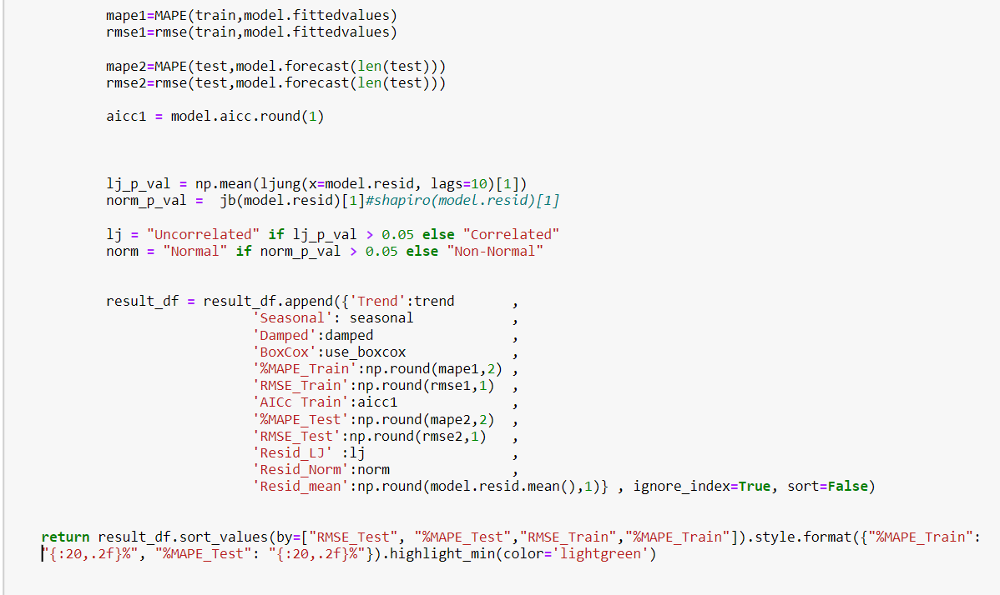 mape1=MAPE(train,model.fittedvalues)
rmse1=rmse(train,model.fittedvalues)
mape2=MAPE(test,model.forecast(len(test)))
rmse2=rmse(test,model.forecast(len(test)))
aicc1 = model.aicc.round(1)
lj_p_val = np.mean(ljung(x=model.resid, lags=10)[1])
norm_p_val =  jb(model.resid)[1]#shapiro(model.resid)[1]
lj = "Uncorrelated" if lj_p_val > 0.05 else "Correlated"
norm = "Normal" if norm_p_val > 0.05 else "Non-Normal"
result_df = result_df.append({'Trend':trend       ,
'Seasonal': seasonal            ,
'Damped':damped                 ,
'BoxCox':use_boxcox             ,
'%MAPE_Train':np.round(mape1,2) ,
'RMSE_Train':np.round(rmse1,1)  ,
'AICc Train':aicc1              ,
'%MAPE_Test':np.round(mape2,2)  ,
'RMSE_Test':np.round(rmse2,1)   ,
'Resid_LJ' :lj                  ,
'Resid_Norm':norm               ,
'Resid_mean':np.round(model.resid.mean(),1)} , ignore_index=True, sort=False)
return result_df.sort_values(by=["RMSE_Test", "%MAPE_Test","RMSE_Train","%MAPE_Train"]).style.format({"%MAPE_Train":
"{:20,.2f}%", "%MAPE_Test": "{:20,.2f}%"}).highlight_min(color='lightgreen')